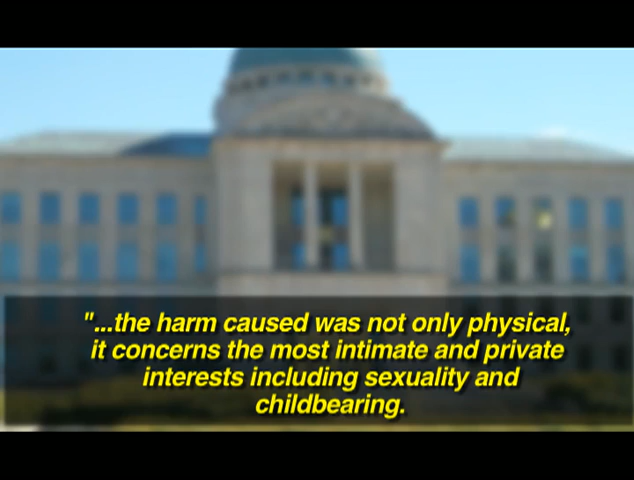 "...the harm caused was not only physical,
it concerns the most intimate and private
interests including sexuality and
childbearing.